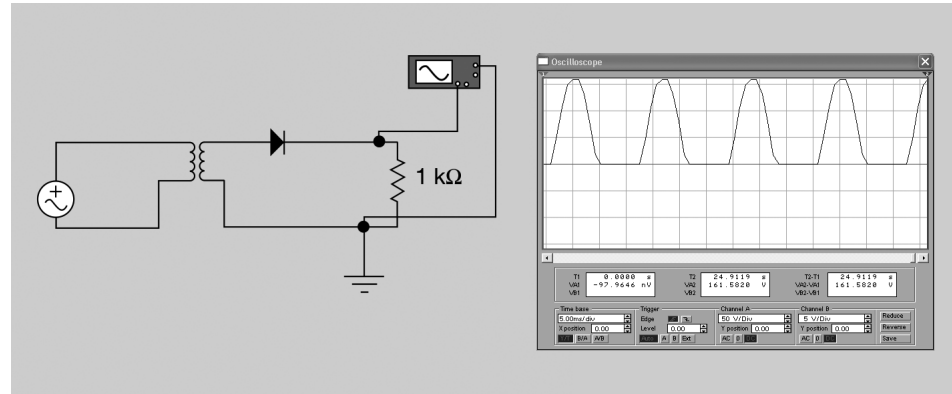 1 kΩ
Oscilloscope
T1 0.0000 s T2 24.9119 s T2-T1 24.9119 s
VA1 -97.9646 nV VA2 161.5820 V VA2-VA1 161.5820 V
VB1 VB2 VB2-VB1
Time base Trigger Channel A Channel B
5.00ms/div Edge 50 V/Div 5 V/Div Reduce
X position 0.00 Level 0.00 Y position 0.00 Y position 0.00 Reverse
Y/T B/A A/B Auto A B Ext AC 0 DC AC 0 DC Save